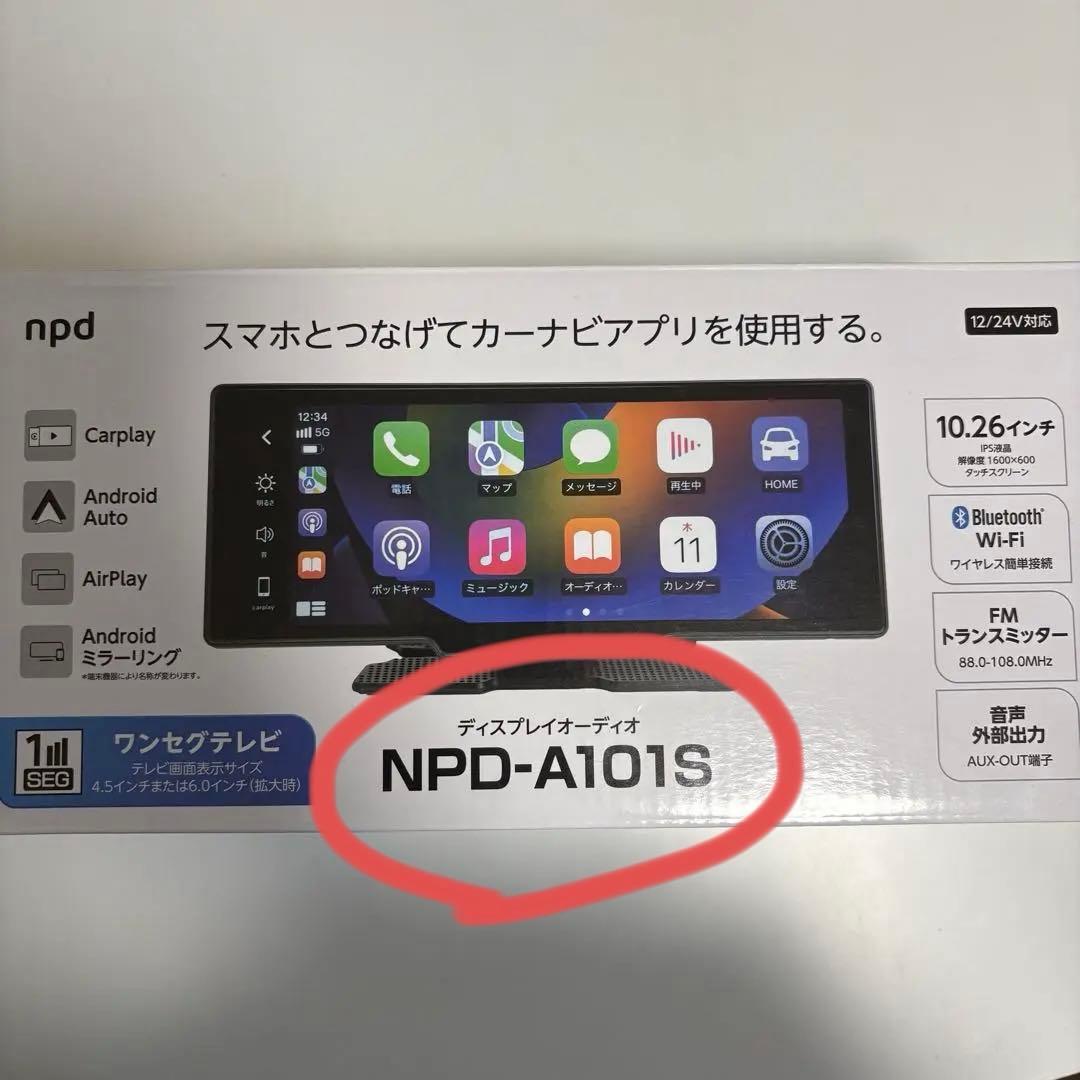 npd
スマホとつなげてカーナビアプリを使用する。
12/24V対応
Carplay
Android
Auto
AirPlay
Android
ミラーリング
*端末機器により名称が変わります。
12:34
5G
明るさ
音
carplay
電話
マップ
メッセージ
再生中
HOME
ポッドキャ…
ミュージック
オーディオ…
木
11
カレンダー
設定
10.26インチ
IPS液晶
解像度 1600×600
タッチスクリーン
Bluetooth®
Wi-Fi
ワイヤレス簡単接続
FM
トランスミッター
88.0-108.0MHz
音声
外部出力
AUX-OUT端子
1
SEG
ワンセグテレビ
テレビ画面表示サイズ
4.5インチまたは6.0インチ(拡大時)
ディスプレイオーディオ
NPD-A101S